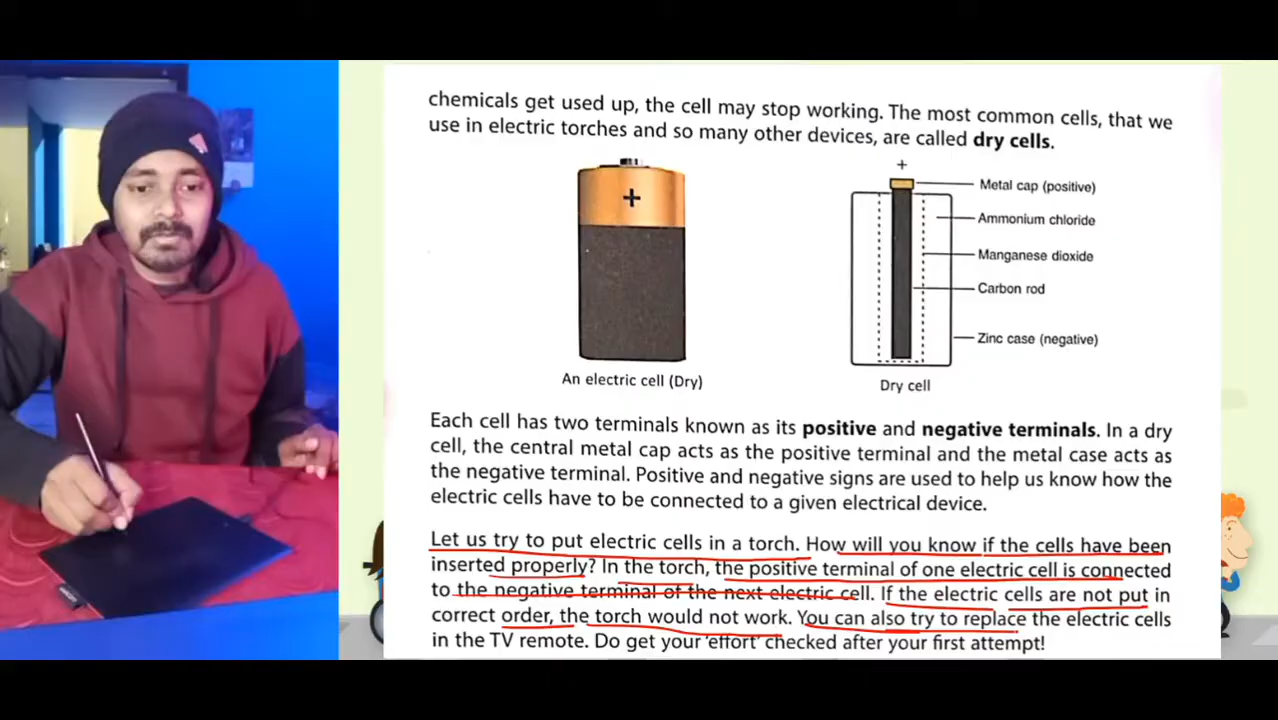 chemicals get used up, the cell may stop working. The most common cells, that we
use in electric torches and so many other devices, are called dry cells.
+
+
Metal cap (positive)
Ammonium chloride
Manganese dioxide
Carbon rod
Zinc case (negative)
An electric cell (Dry)
Dry cell
Each cell has two terminals known as its positive and negative terminals. In a dry
cell, the central metal cap acts as the positive terminal and the metal case acts as
the negative terminal. Positive and negative signs are used to help us know how the
electric cells have to be connected to a given electrical device.
Let us try to put electric cells in a torch. How will you know if the cells have been
inserted properly? In the torch, the positive terminal of one electric cell is connected
to the negative terminal of the next electric cell. If the electric cells are not put in
correct order, the torch would not work. You can also try to replace the electric cells
in the TV remote. Do get your 'effort' checked after your first attempt!